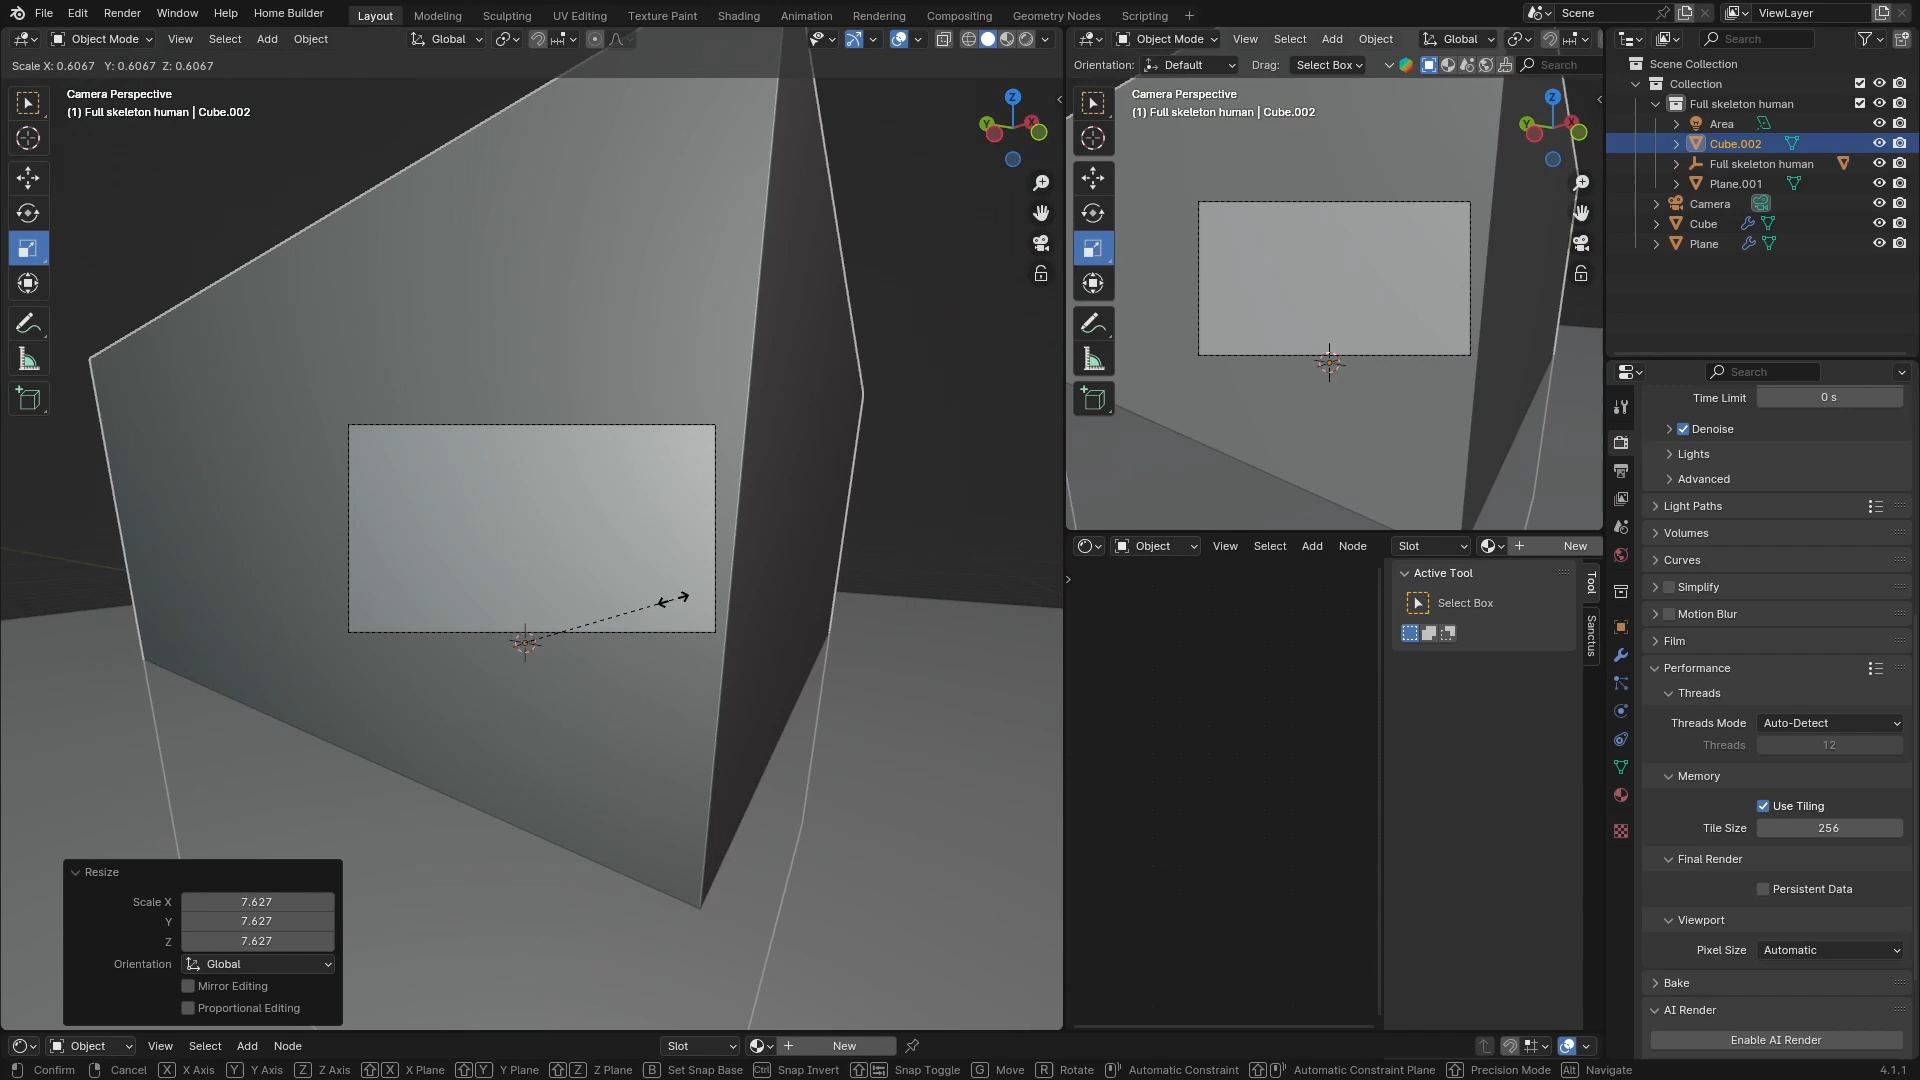 File Edit Render Window Help Home Builder Layout Modeling Sculpting UV Editing Texture Paint Shading Animation Rendering Compositing Geometry Nodes Scripting + Scene ViewLayer
Object Mode View Select Add Object Global
Object Mode View Select Add Object Global
Search
Scale X: 0.6067 Y: 0.6067 Z: 0.6067
Orientation: Default Drag: Select Box Search
Camera Perspective
(1) Full skeleton human | Cube.002
Camera Perspective
(1) Full skeleton human | Cube.002
Z
Y
X
Z
Y
X
Scene Collection
Collection
Full skeleton human
Area
Cube.002
Full skeleton human
Plane.001
Camera
Cube
Plane
Search
Time Limit 0 s
Denoise
Lights
Advanced
Light Paths
Volumes
Curves
Simplify
Motion Blur
Film
Performance
Threads
Threads Mode Auto-Detect
Threads 12
Memory
Use Tiling
Tile Size 256
Final Render
Persistent Data
Viewport
Pixel Size Automatic
Bake
AI Render
Enable AI Render
Object View Select Add Node Slot New
Active Tool
Select Box
Tool
Sanctus
Resize
Scale X 7.627
Y 7.627
Z 7.627
Orientation Global
Mirror Editing
Proportional Editing
Object View Select Add Node Slot New
Confirm Cancel X X Axis Y Y Axis Z Z Axis X X Plane Y Y Plane Z Z Plane B Set Snap Base Ctrl Snap Invert Snap Toggle G Move R Rotate Automatic Constraint Automatic Constraint Plane Precision Mode Alt Navigate 4.1.1